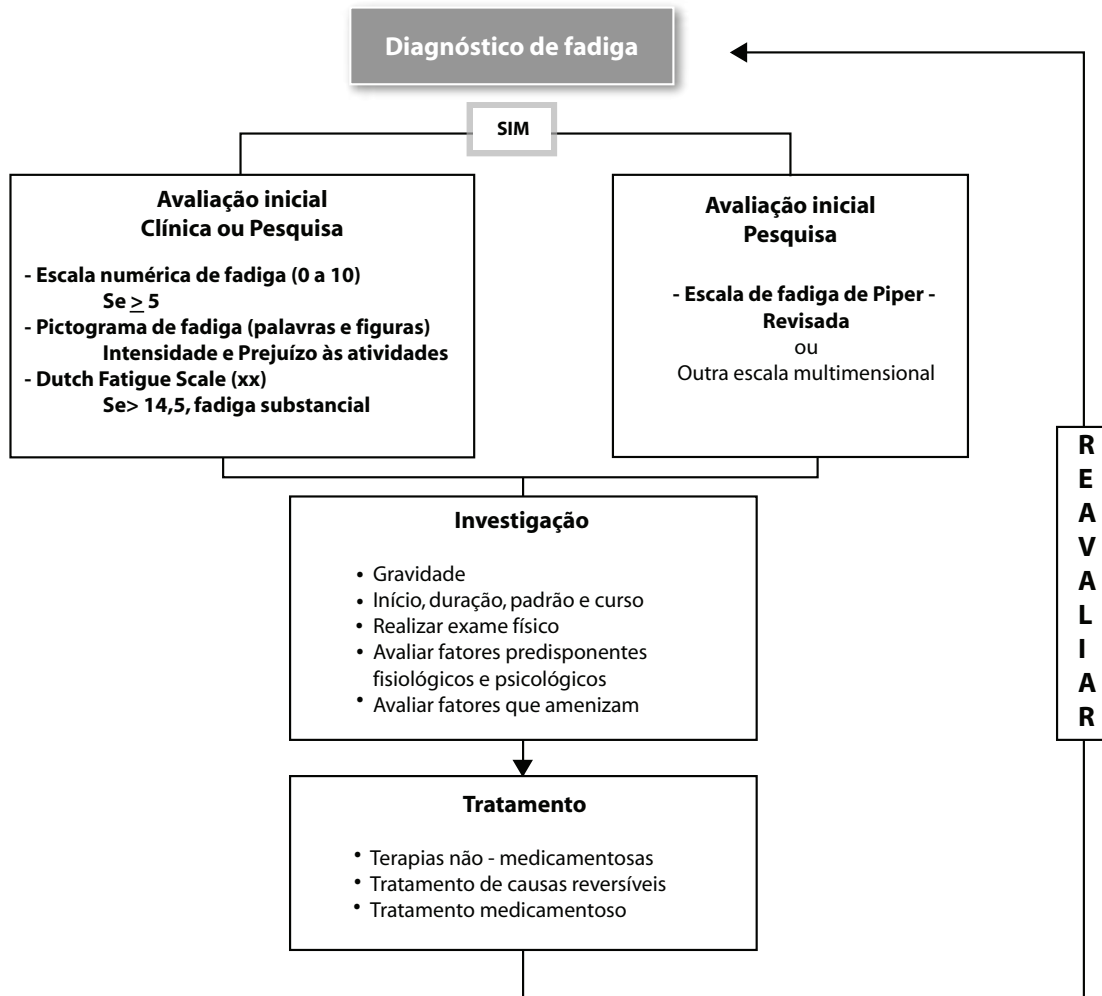 Diagnóstico de fadiga
SIM
Avaliação inicial
Clínica ou Pesquisa
- Escala numérica de fadiga (0 a 10)
Se ≥ 5
- Pictograma de fadiga (palavras e figuras)
Intensidade e Prejuízo às atividades
- Dutch Fatigue Scale (xx)
Se> 14,5, fadiga substancial
Avaliação inicial
Pesquisa
- Escala de fadiga de Piper -
Revisada
ou
Outra escala multimensional
Investigação
• Gravidade
• Início, duração, padrão e curso
• Realizar exame físico
• Avaliar fatores predisponentes
fisiológicos e psicológicos
• Avaliar fatores que amenizam
Tratamento
• Terapias não - medicamentosas
• Tratamento de causas reversíveis
• Tratamento medicamentoso
R
E
A
V
A
L
I
A
R